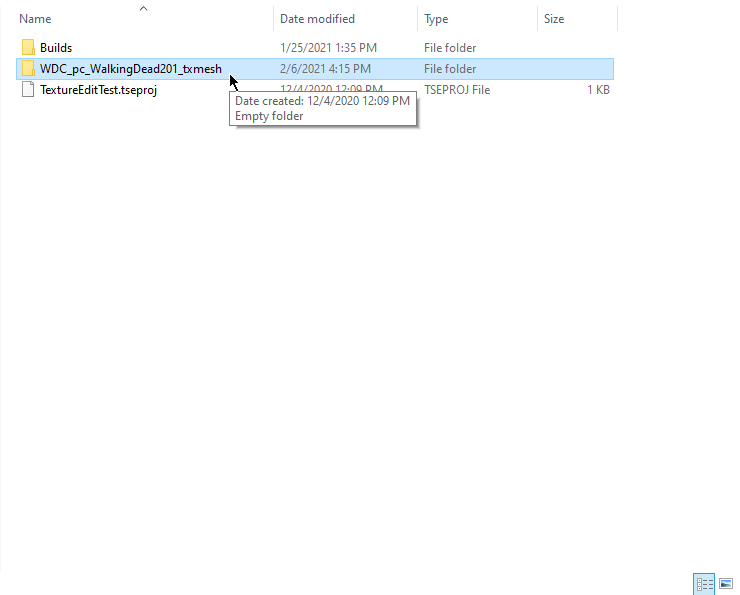 Name Date modified Type Size
Builds 1/25/2021 1:35 PM File folder
WDC_pc_WalkingDead201_txmesh 2/6/2021 4:15 PM File folder
TextureEditTest.tseproj 12/4/2020 12:09 PM TSEPROJ File 1 KB
Date created: 12/4/2020 12:09 PM
Empty folder